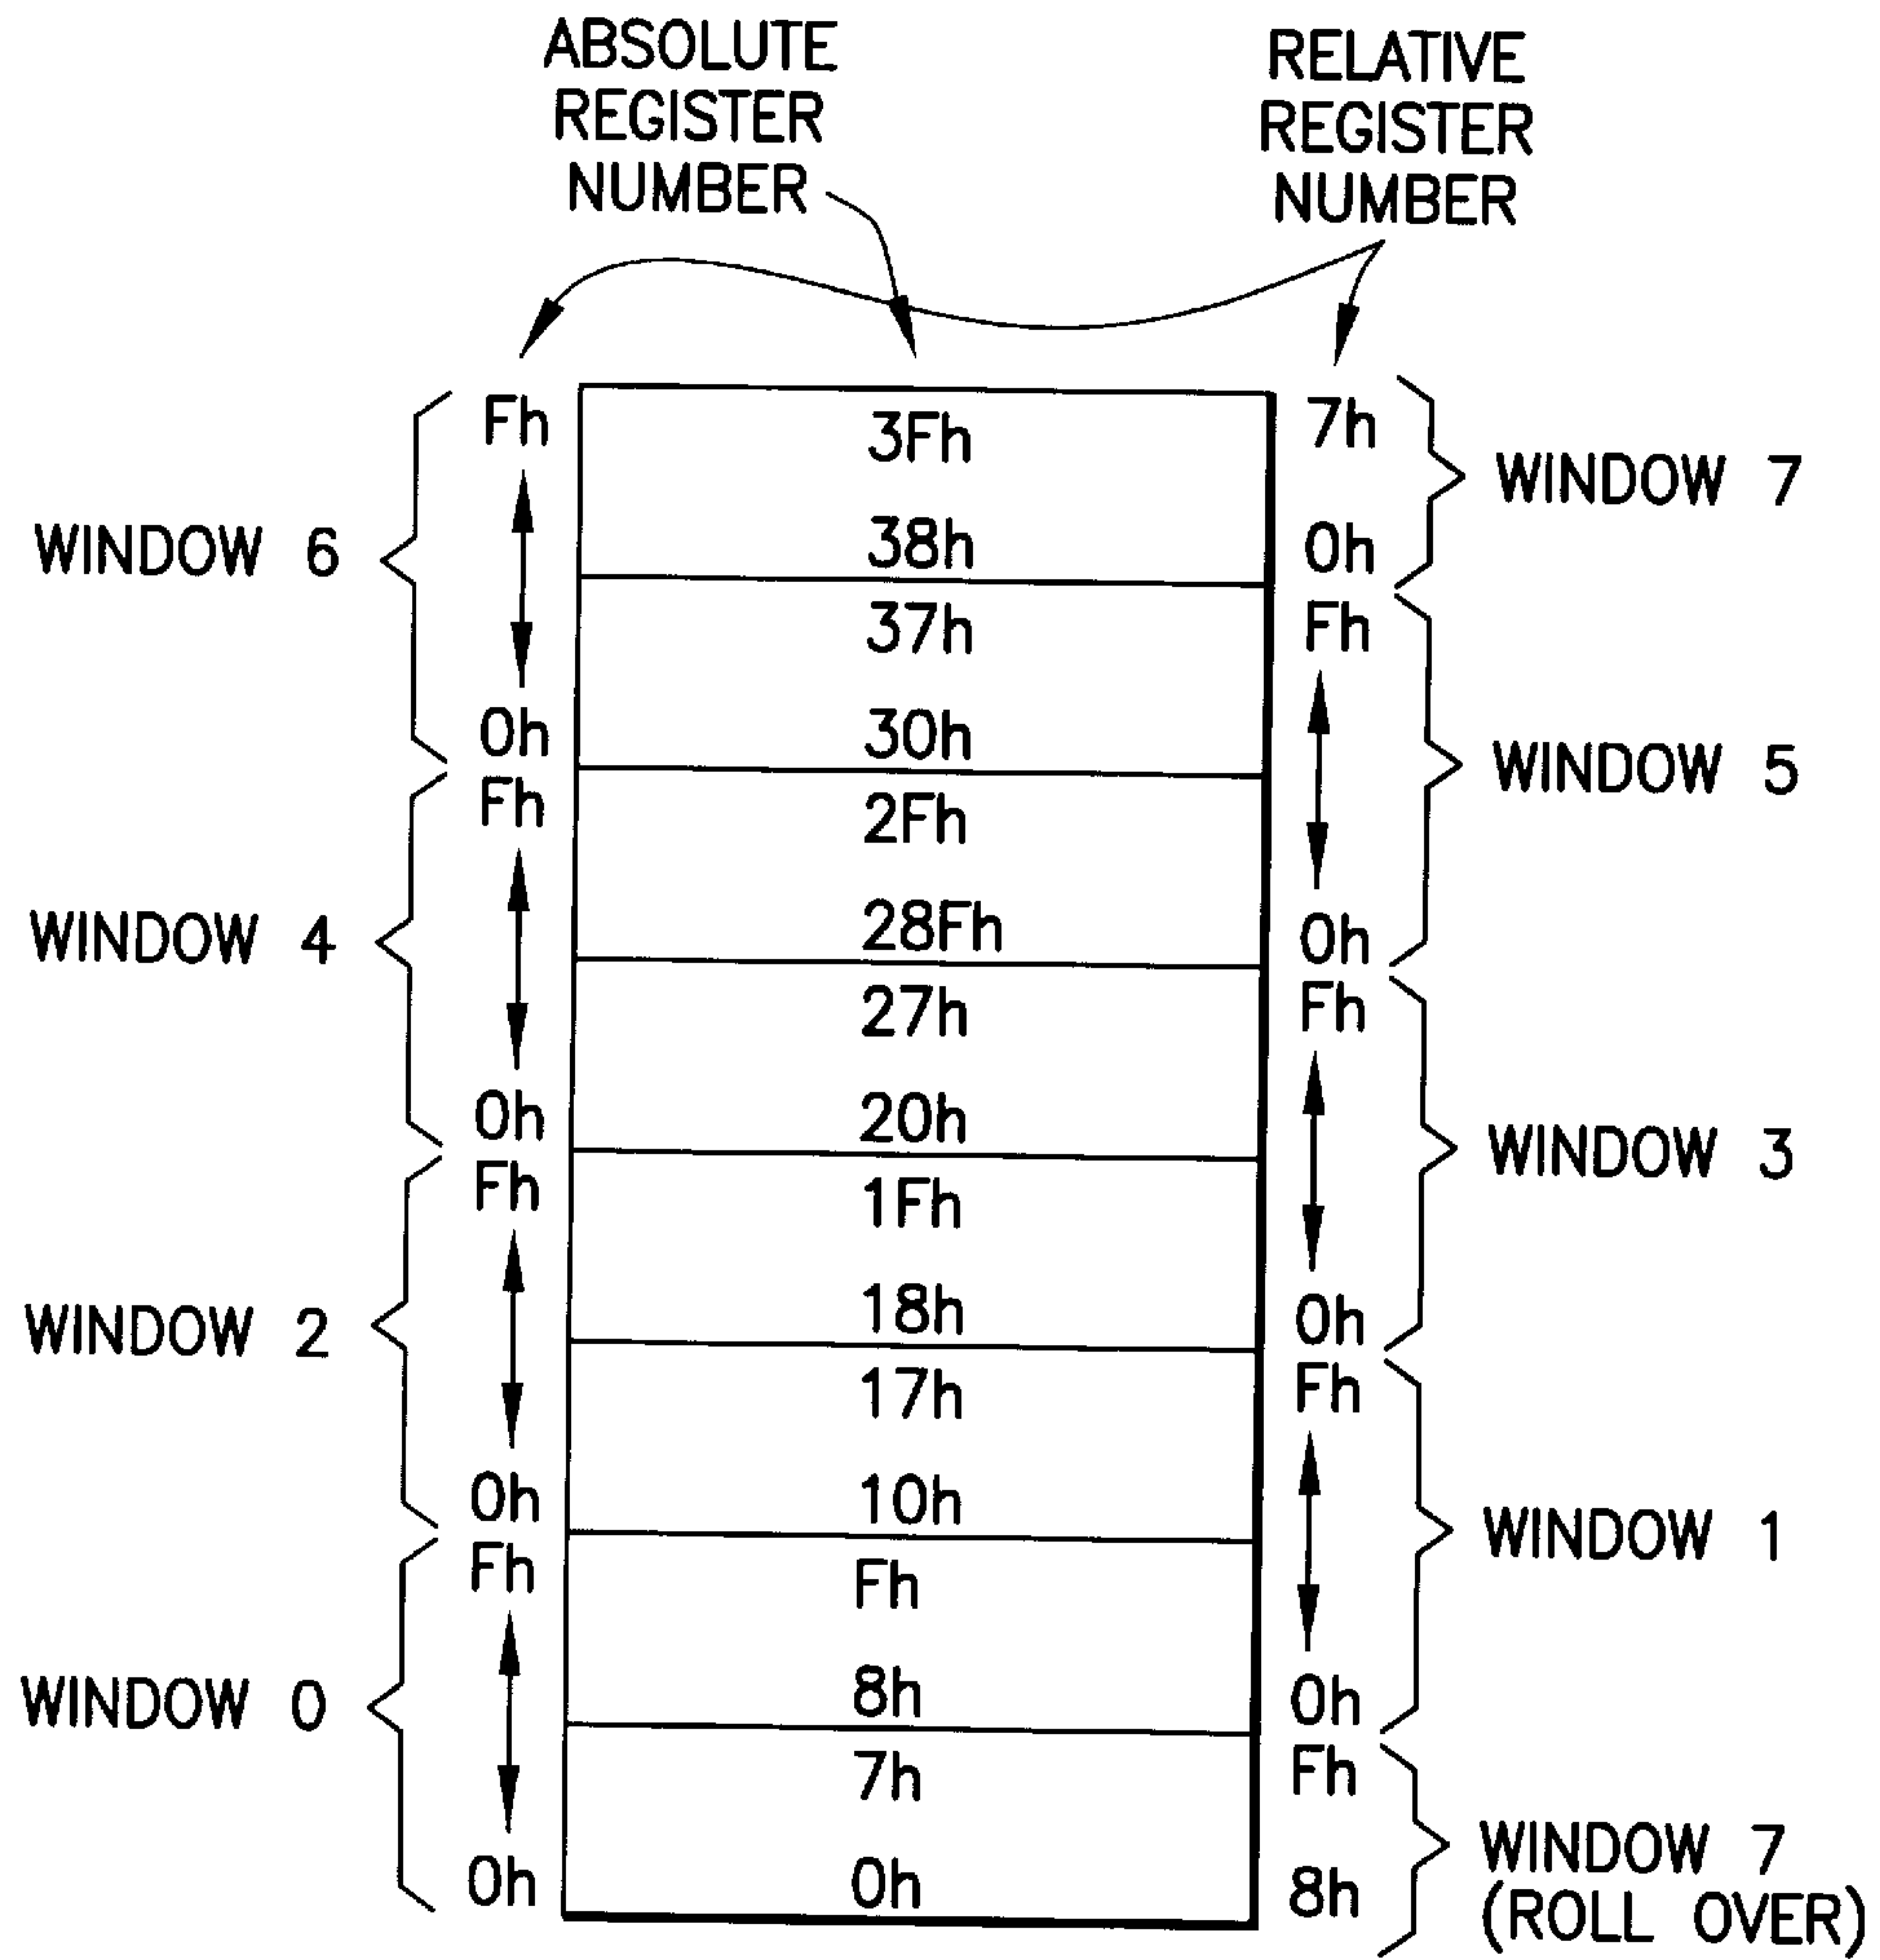 ABSOLUTE
REGISTER
NUMBER
RELATIVE
REGISTER
NUMBER
WINDOW 6
Fh
0h
WINDOW 4
Fh
0h
WINDOW 2
Fh
0h
WINDOW 0
Fh
0h
3Fh
38h
37h
30h
2Fh
28Fh
27h
20h
1Fh
18h
17h
10h
Fh
8h
7h
0h
7h
0h
WINDOW 7
Fh
0h
WINDOW 5
Fh
0h
WINDOW 3
Fh
0h
WINDOW 1
Fh
8h
WINDOW 7
(ROLL OVER)